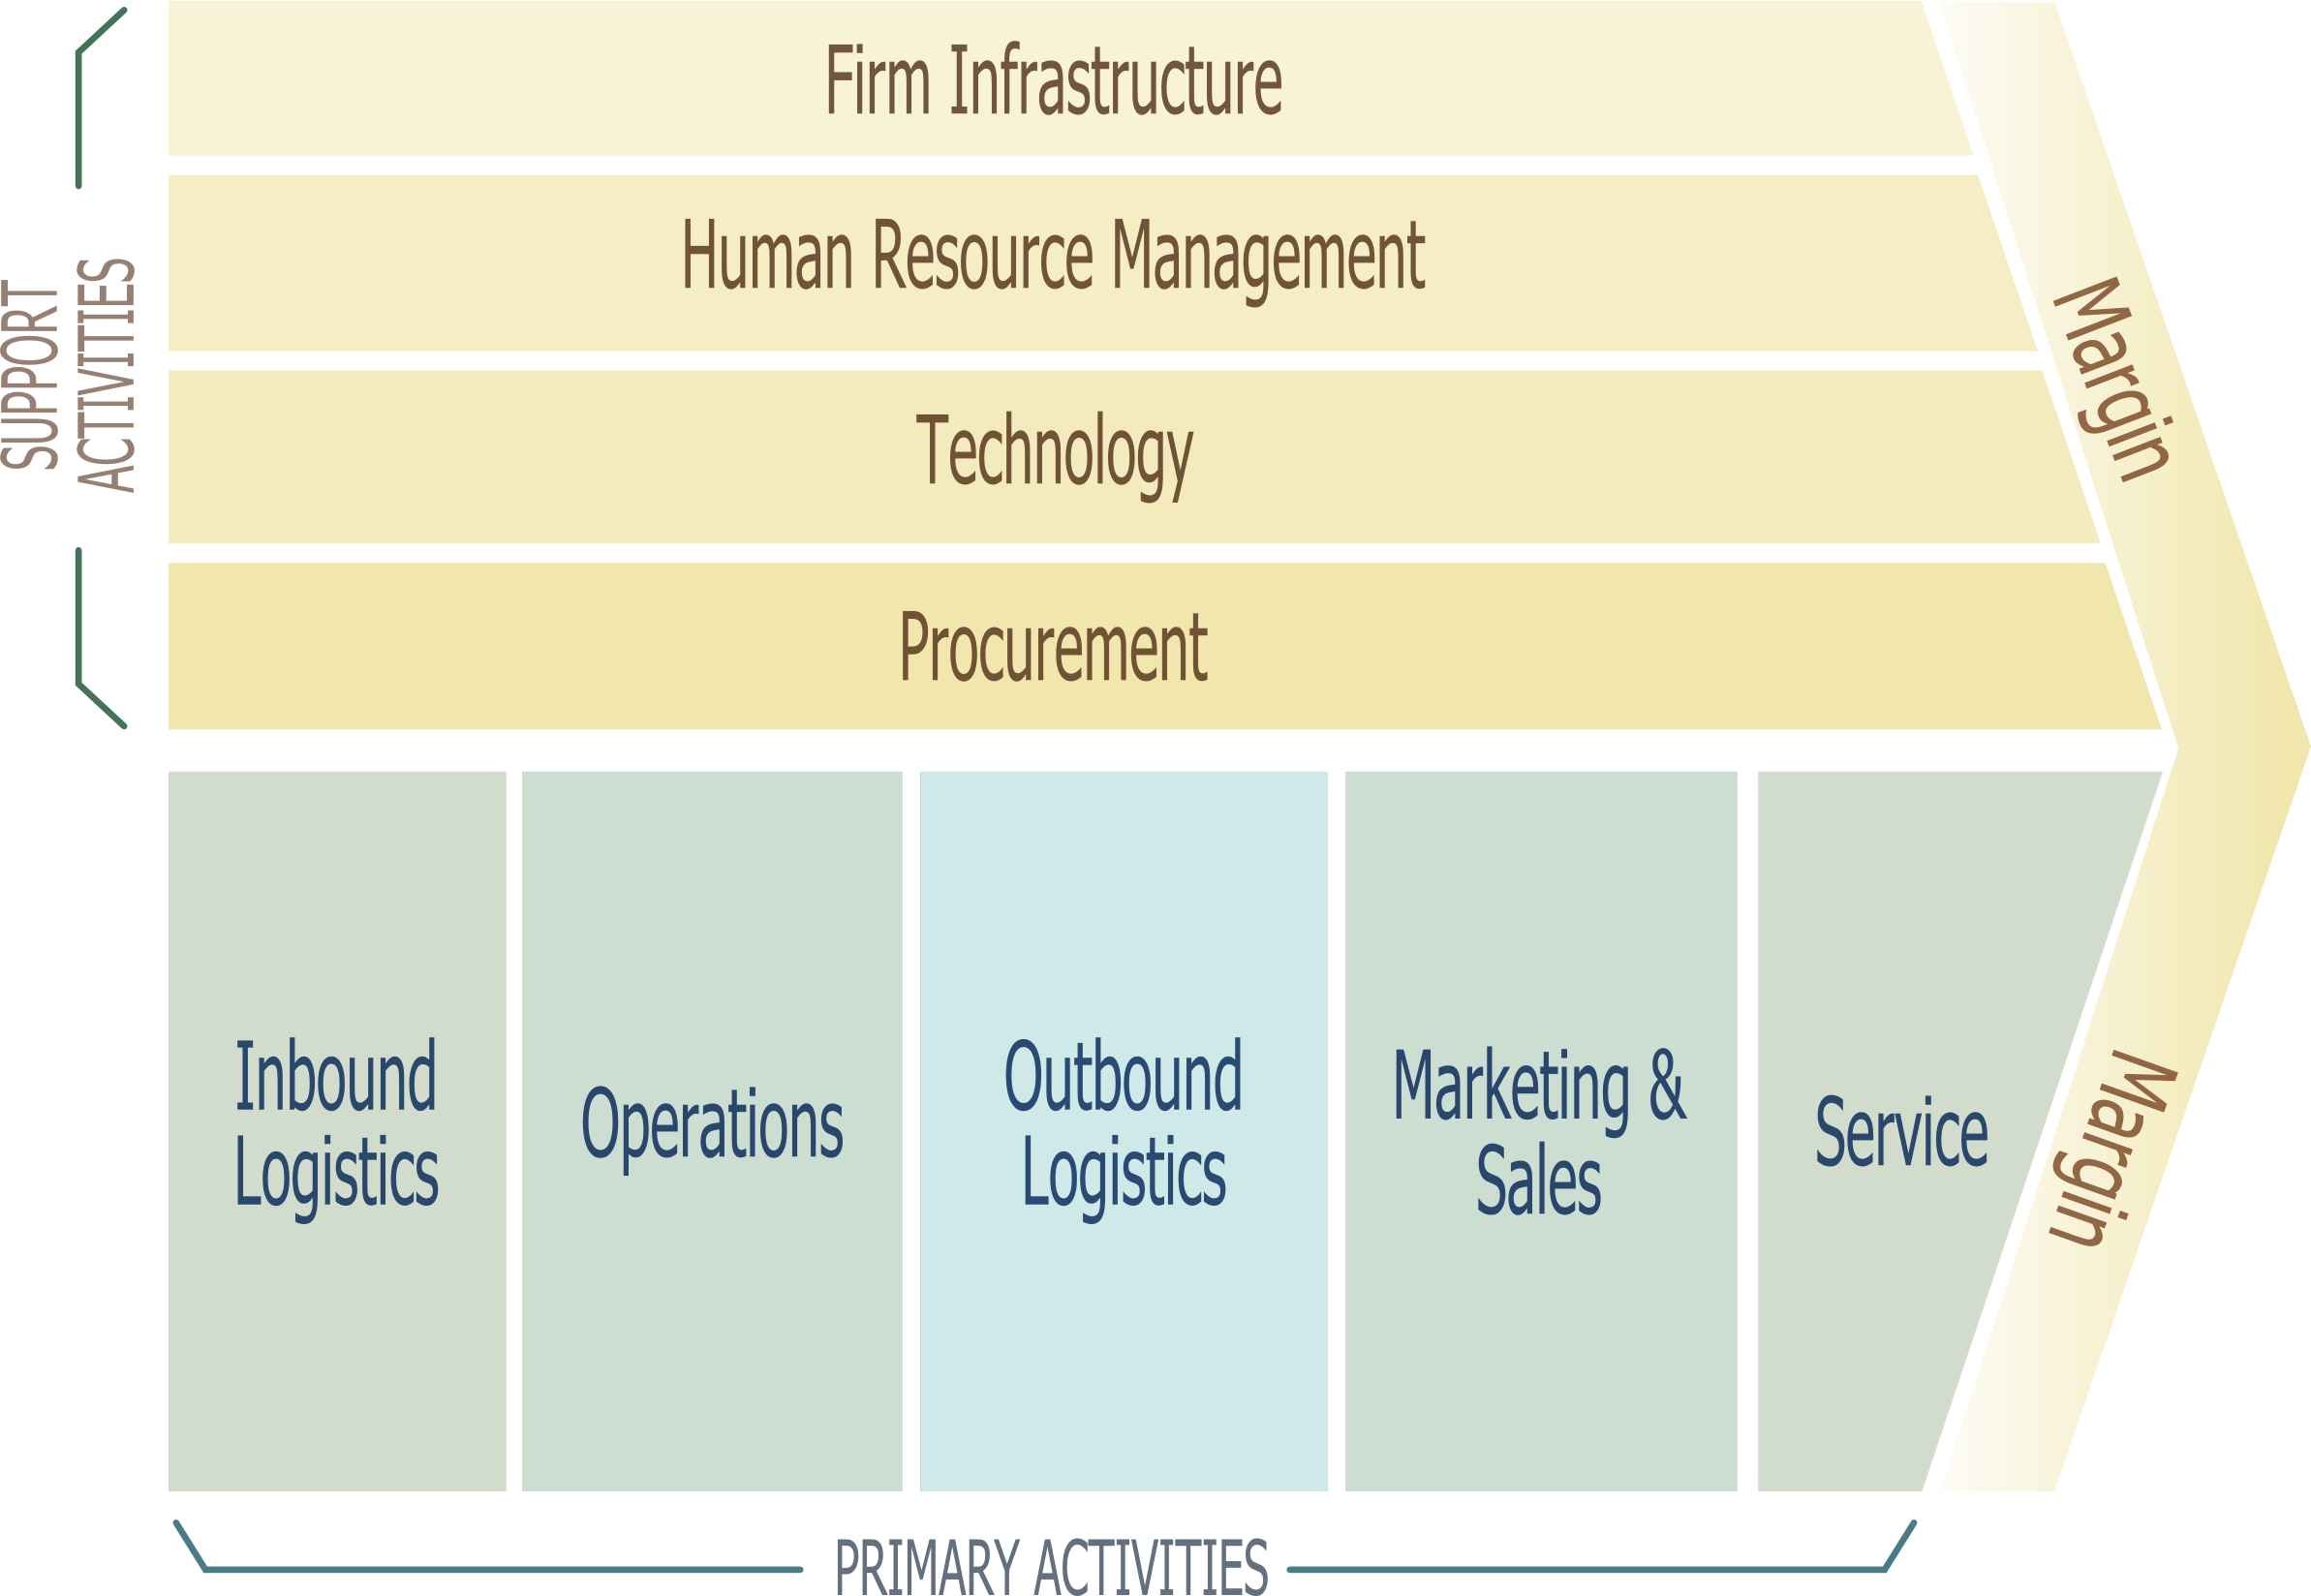 Firm Infrastructure
Human Resource Management
Technology
Procurement
SUPPORT
ACTIVITIES
Margin
Inbound
Logistics
Operations
Outbound
Logistics
Marketing &
Sales
Service
Margin
PRIMARY ACTIVITIES